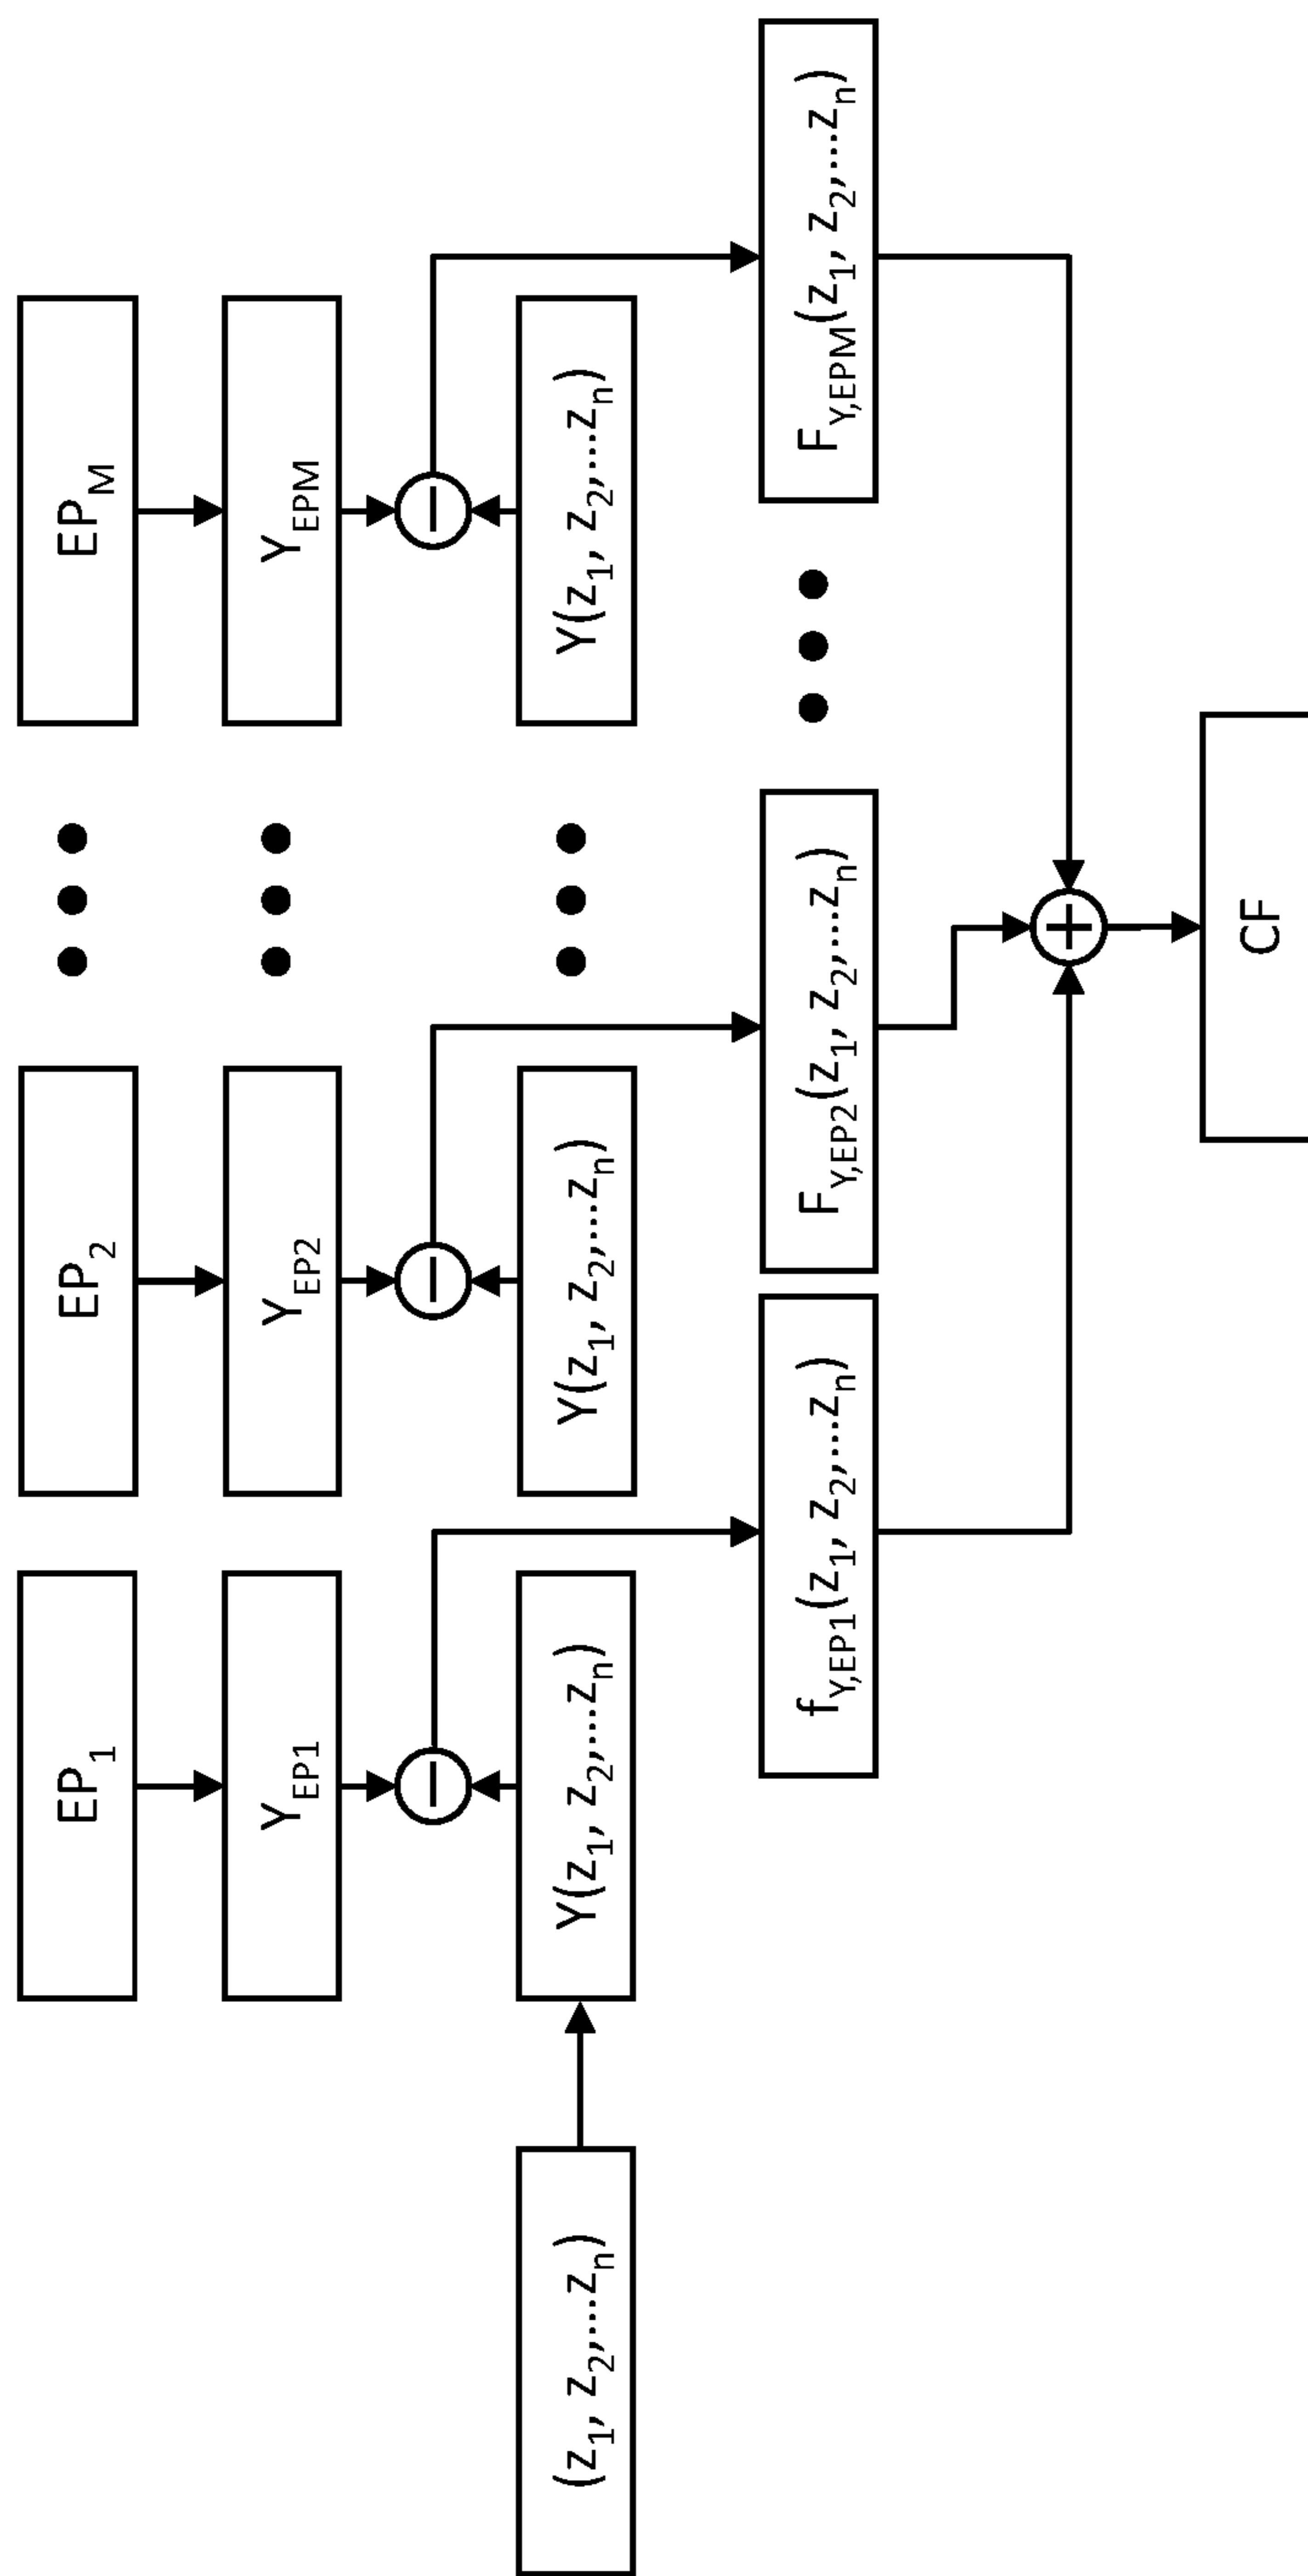 EP1
EP2
EPM
YEP1
YEP2
YEPM
(z1, z2,...zn)
Y(z1, z2,...zn)
Y(z1, z2,...zn)
Y(z1, z2,...zn)
fY,EP1(z1, z2,...zn)
FY,EP2(z1, z2,...zn)
FY,EPM(z1, z2,...zn)
CF